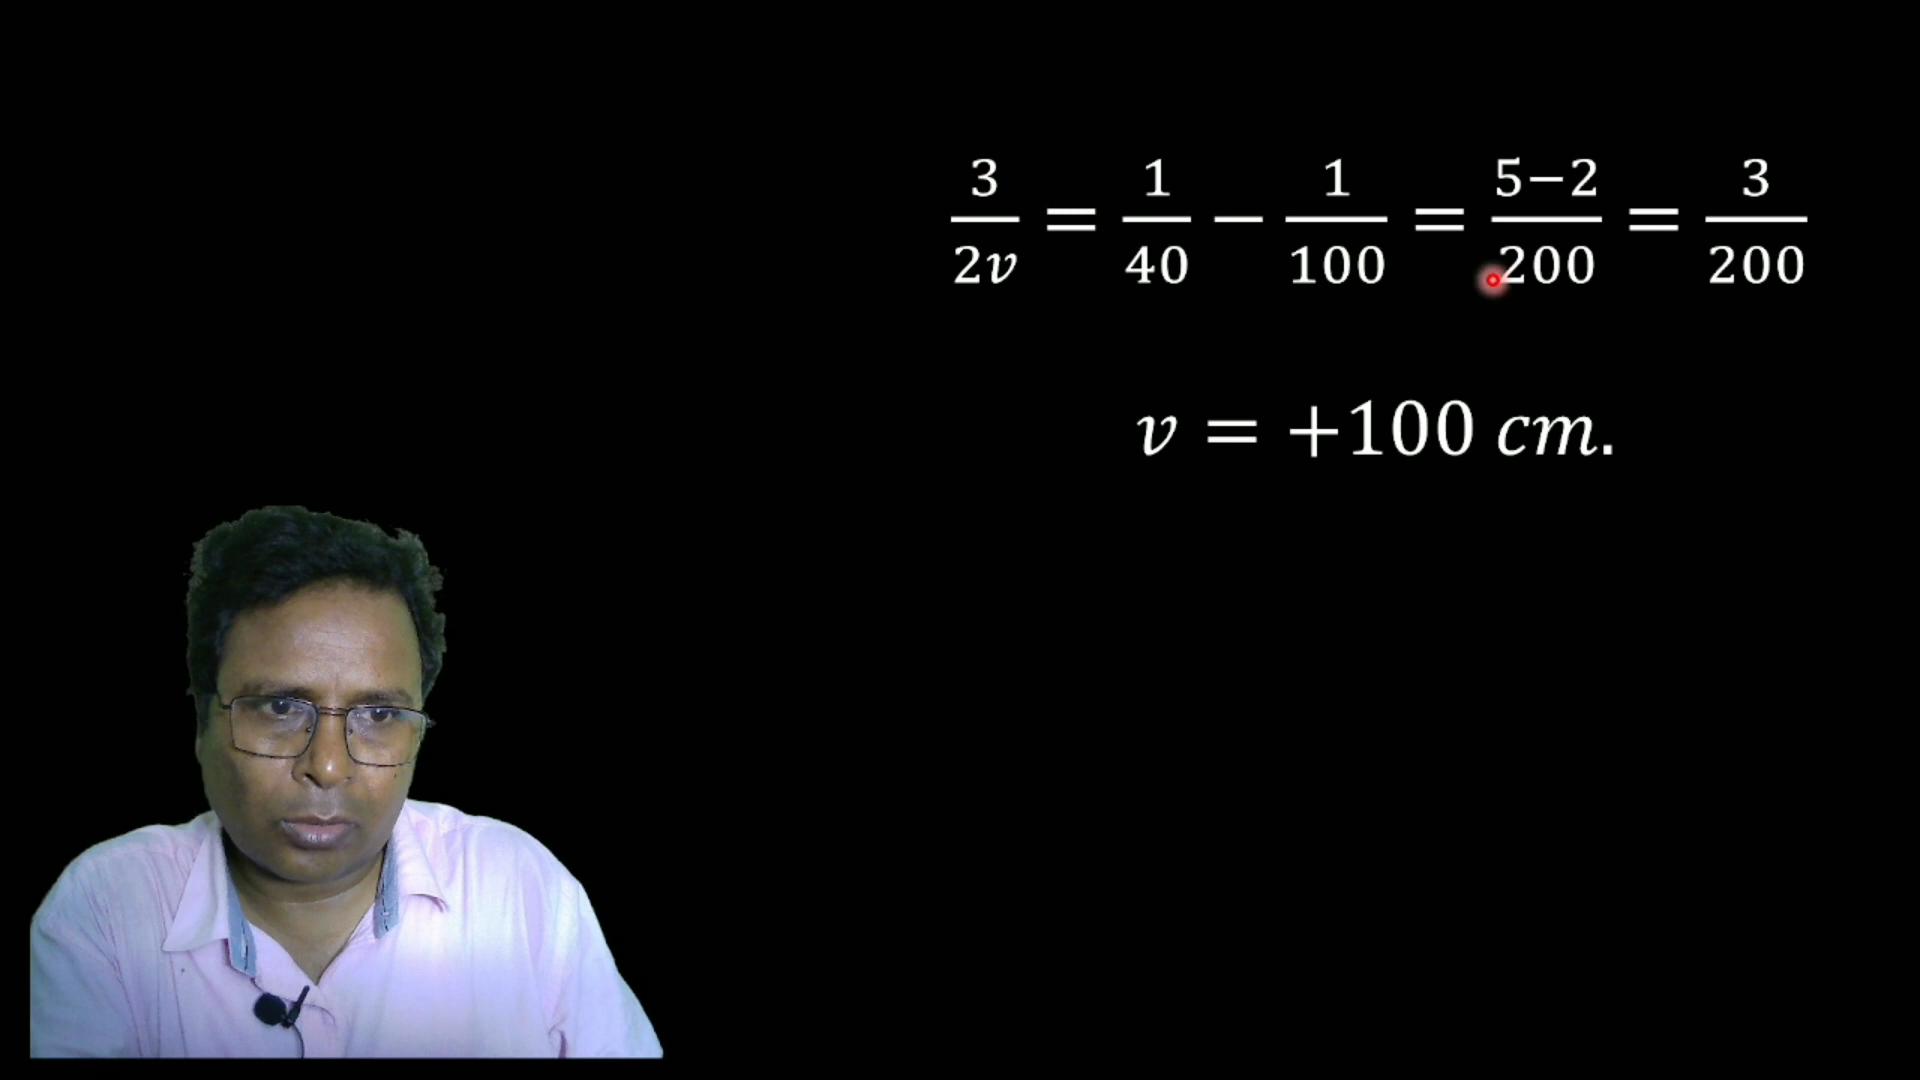 3/2v = 1/40 − 1/100 = 5−2/200 = 3/200
v = +100 cm.